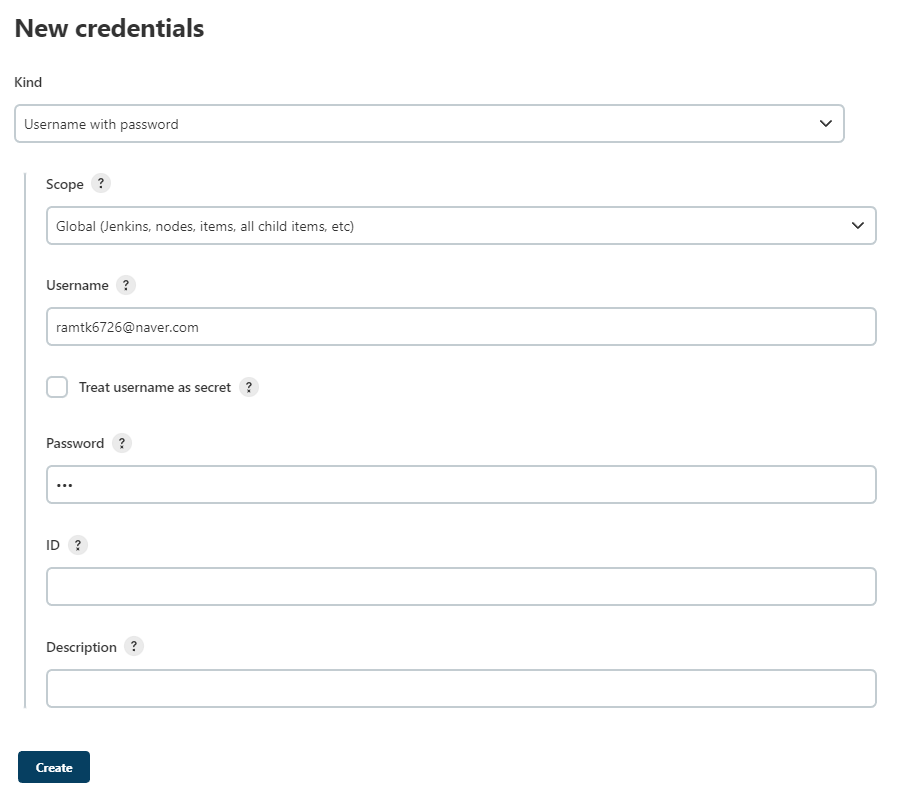 New credentials
Kind
Username with password
Scope ?
Global (Jenkins, nodes, items, all child items, etc)
Username ?
ramtk6726@naver.com
Treat username as secret ?
Password ?
•••
ID ?
Description ?
Create